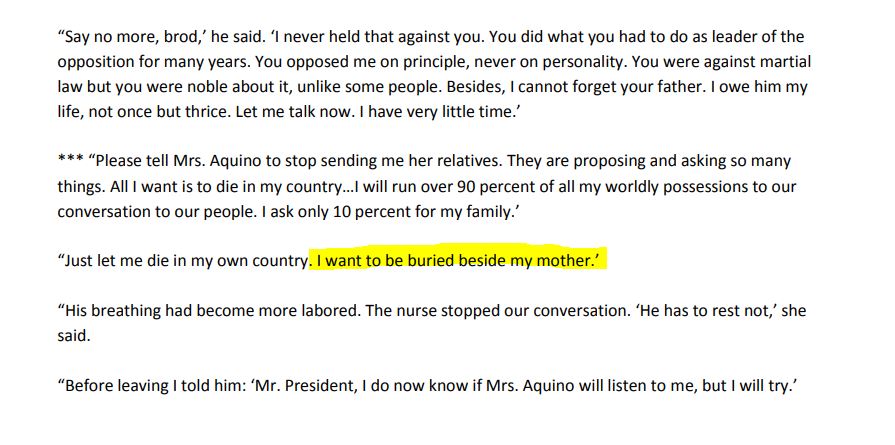 “Say no more, brod,’ he said. ‘I never held that against you. You did what you had to do as leader of the
opposition for many years. You opposed me on principle, never on personality. You were against martial
law but you were noble about it, unlike some people. Besides, I cannot forget your father. I owe him my
life, not once but thrice. Let me talk now. I have very little time.’
*** “Please tell Mrs. Aquino to stop sending me her relatives. They are proposing and asking so many
things. All I want is to die in my country…I will run over 90 percent of all my worldly possessions to our
conversation to our people. I ask only 10 percent for my family.’
“Just let me die in my own country. I want to be buried beside my mother.’
“His breathing had become more labored. The nurse stopped our conversation. ‘He has to rest not,’ she
said.
“Before leaving I told him: ‘Mr. President, I do now know if Mrs. Aquino will listen to me, but I will try.’